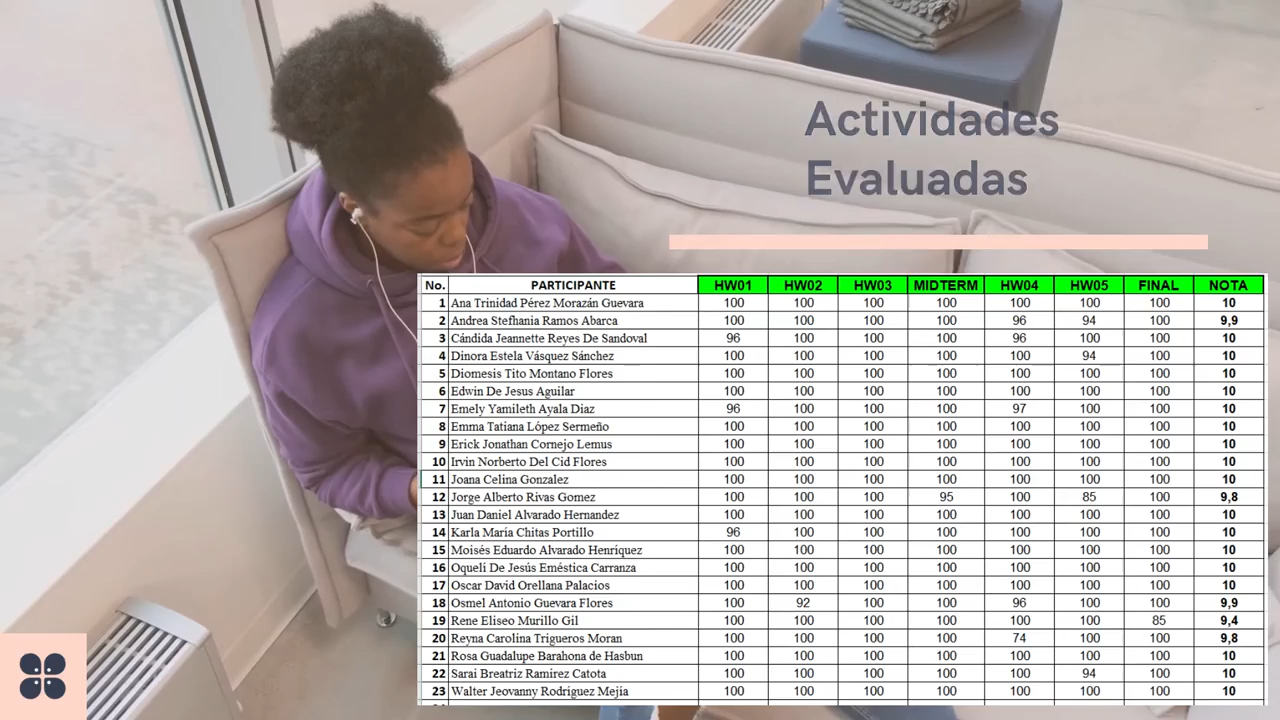 Actividades
Evaluadas
No. PARTICIPANTE HW01 HW02 HW03 MIDTERM HW04 HW05 FINAL NOTA
1 Ana Trinidad Pérez Morazán Guevara 100 100 100 100 100 100 100 10
2 Andrea Stefhania Ramos Abarca 100 100 100 100 96 94 100 9,9
3 Cándida Jeannette Reyes De Sandoval 96 100 100 100 96 100 100 10
4 Dinora Estela Vásquez Sánchez 100 100 100 100 100 94 100 10
5 Diomesis Tito Montano Flores 100 100 100 100 100 100 100 10
6 Edwin De Jesus Aguilar 100 100 100 100 100 100 100 10
7 Emely Yamileth Ayala Diaz 96 100 100 100 97 100 100 10
8 Emma Tatiana López Sermeño 100 100 100 100 100 100 100 10
9 Erick Jonathan Cornejo Lemus 100 100 100 100 100 100 100 10
10 Irvin Norberto Del Cid Flores 100 100 100 100 100 100 100 10
11 Joana Celina Gonzalez 100 100 100 100 100 100 100 10
12 Jorge Alberto Rivas Gomez 100 100 100 95 100 85 100 9,8
13 Juan Daniel Alvarado Hernandez 100 100 100 100 100 100 100 10
14 Karla María Chitas Portillo 96 100 100 100 100 100 100 10
15 Moisés Eduardo Alvarado Henríquez 100 100 100 100 100 100 100 10
16 Oquelí De Jesús Eméstica Carranza 100 100 100 100 100 100 100 10
17 Oscar David Orellana Palacios 100 100 100 100 100 100 100 10
18 Osmel Antonio Guevara Flores 100 92 100 100 96 100 100 9,9
19 Rene Eliseo Murillo Gil 100 100 100 100 100 100 85 9,4
20 Reyna Carolina Trigueros Moran 100 100 100 100 74 100 100 9,8
21 Rosa Guadalupe Barahona de Hasbun 100 100 100 100 100 100 100 10
22 Sarai Breatriz Ramirez Catota 100 100 100 100 100 94 100 10
23 Walter Jeovanny Rodriguez Mejía 100 100 100 100 100 100 100 10